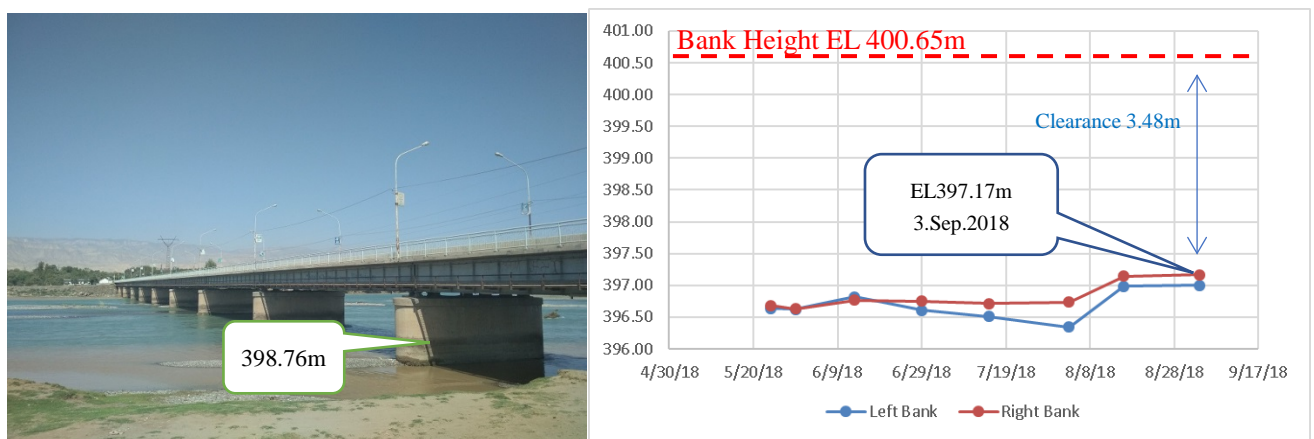 398.76m
401.00
400.50
400.00
399.50
399.00
398.50
398.00
397.50
397.00
396.50
396.00
Bank Height EL 400.65m
Clearance 3.48m
EL397.17m
3.Sep.2018
4/30/18 5/20/18 6/9/18 6/29/18 7/19/18 8/8/18 8/28/18 9/17/18
Left Bank Right Bank